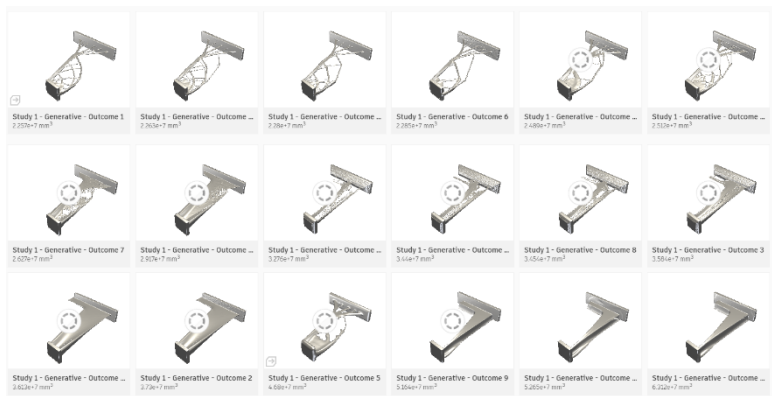 Study 1 - Generative - Outcome 1
2.257e+7 mm³
Study 1 - Generative - Outcome ...
2.263e+7 mm³
Study 1 - Generative - Outcome ...
2.28e+7 mm³
Study 1 - Generative - Outcome 6
2.285e+7 mm³
Study 1 - Generative - Outcome ...
2.489e+7 mm³
Study 1 - Generative - Outcome ...
2.512e+7 mm³
Study 1 - Generative - Outcome 7
2.627e+7 mm³
Study 1 - Generative - Outcome ...
2.917e+7 mm³
Study 1 - Generative - Outcome ...
3.276e+7 mm³
Study 1 - Generative - Outcome ...
3.44e+7 mm³
Study 1 - Generative - Outcome 8
3.454e+7 mm³
Study 1 - Generative - Outcome 3
3.584e+7 mm³
Study 1 - Generative - Outcome ...
3.613e+7 mm³
Study 1 - Generative - Outcome 2
3.73e+7 mm³
Study 1 - Generative - Outcome 5
4.68e+7 mm³
Study 1 - Generative - Outcome 9
5.164e+7 mm³
Study 1 - Generative - Outcome ...
5.265e+7 mm³
Study 1 - Generative - Outcome ...
6.312e+7 mm³